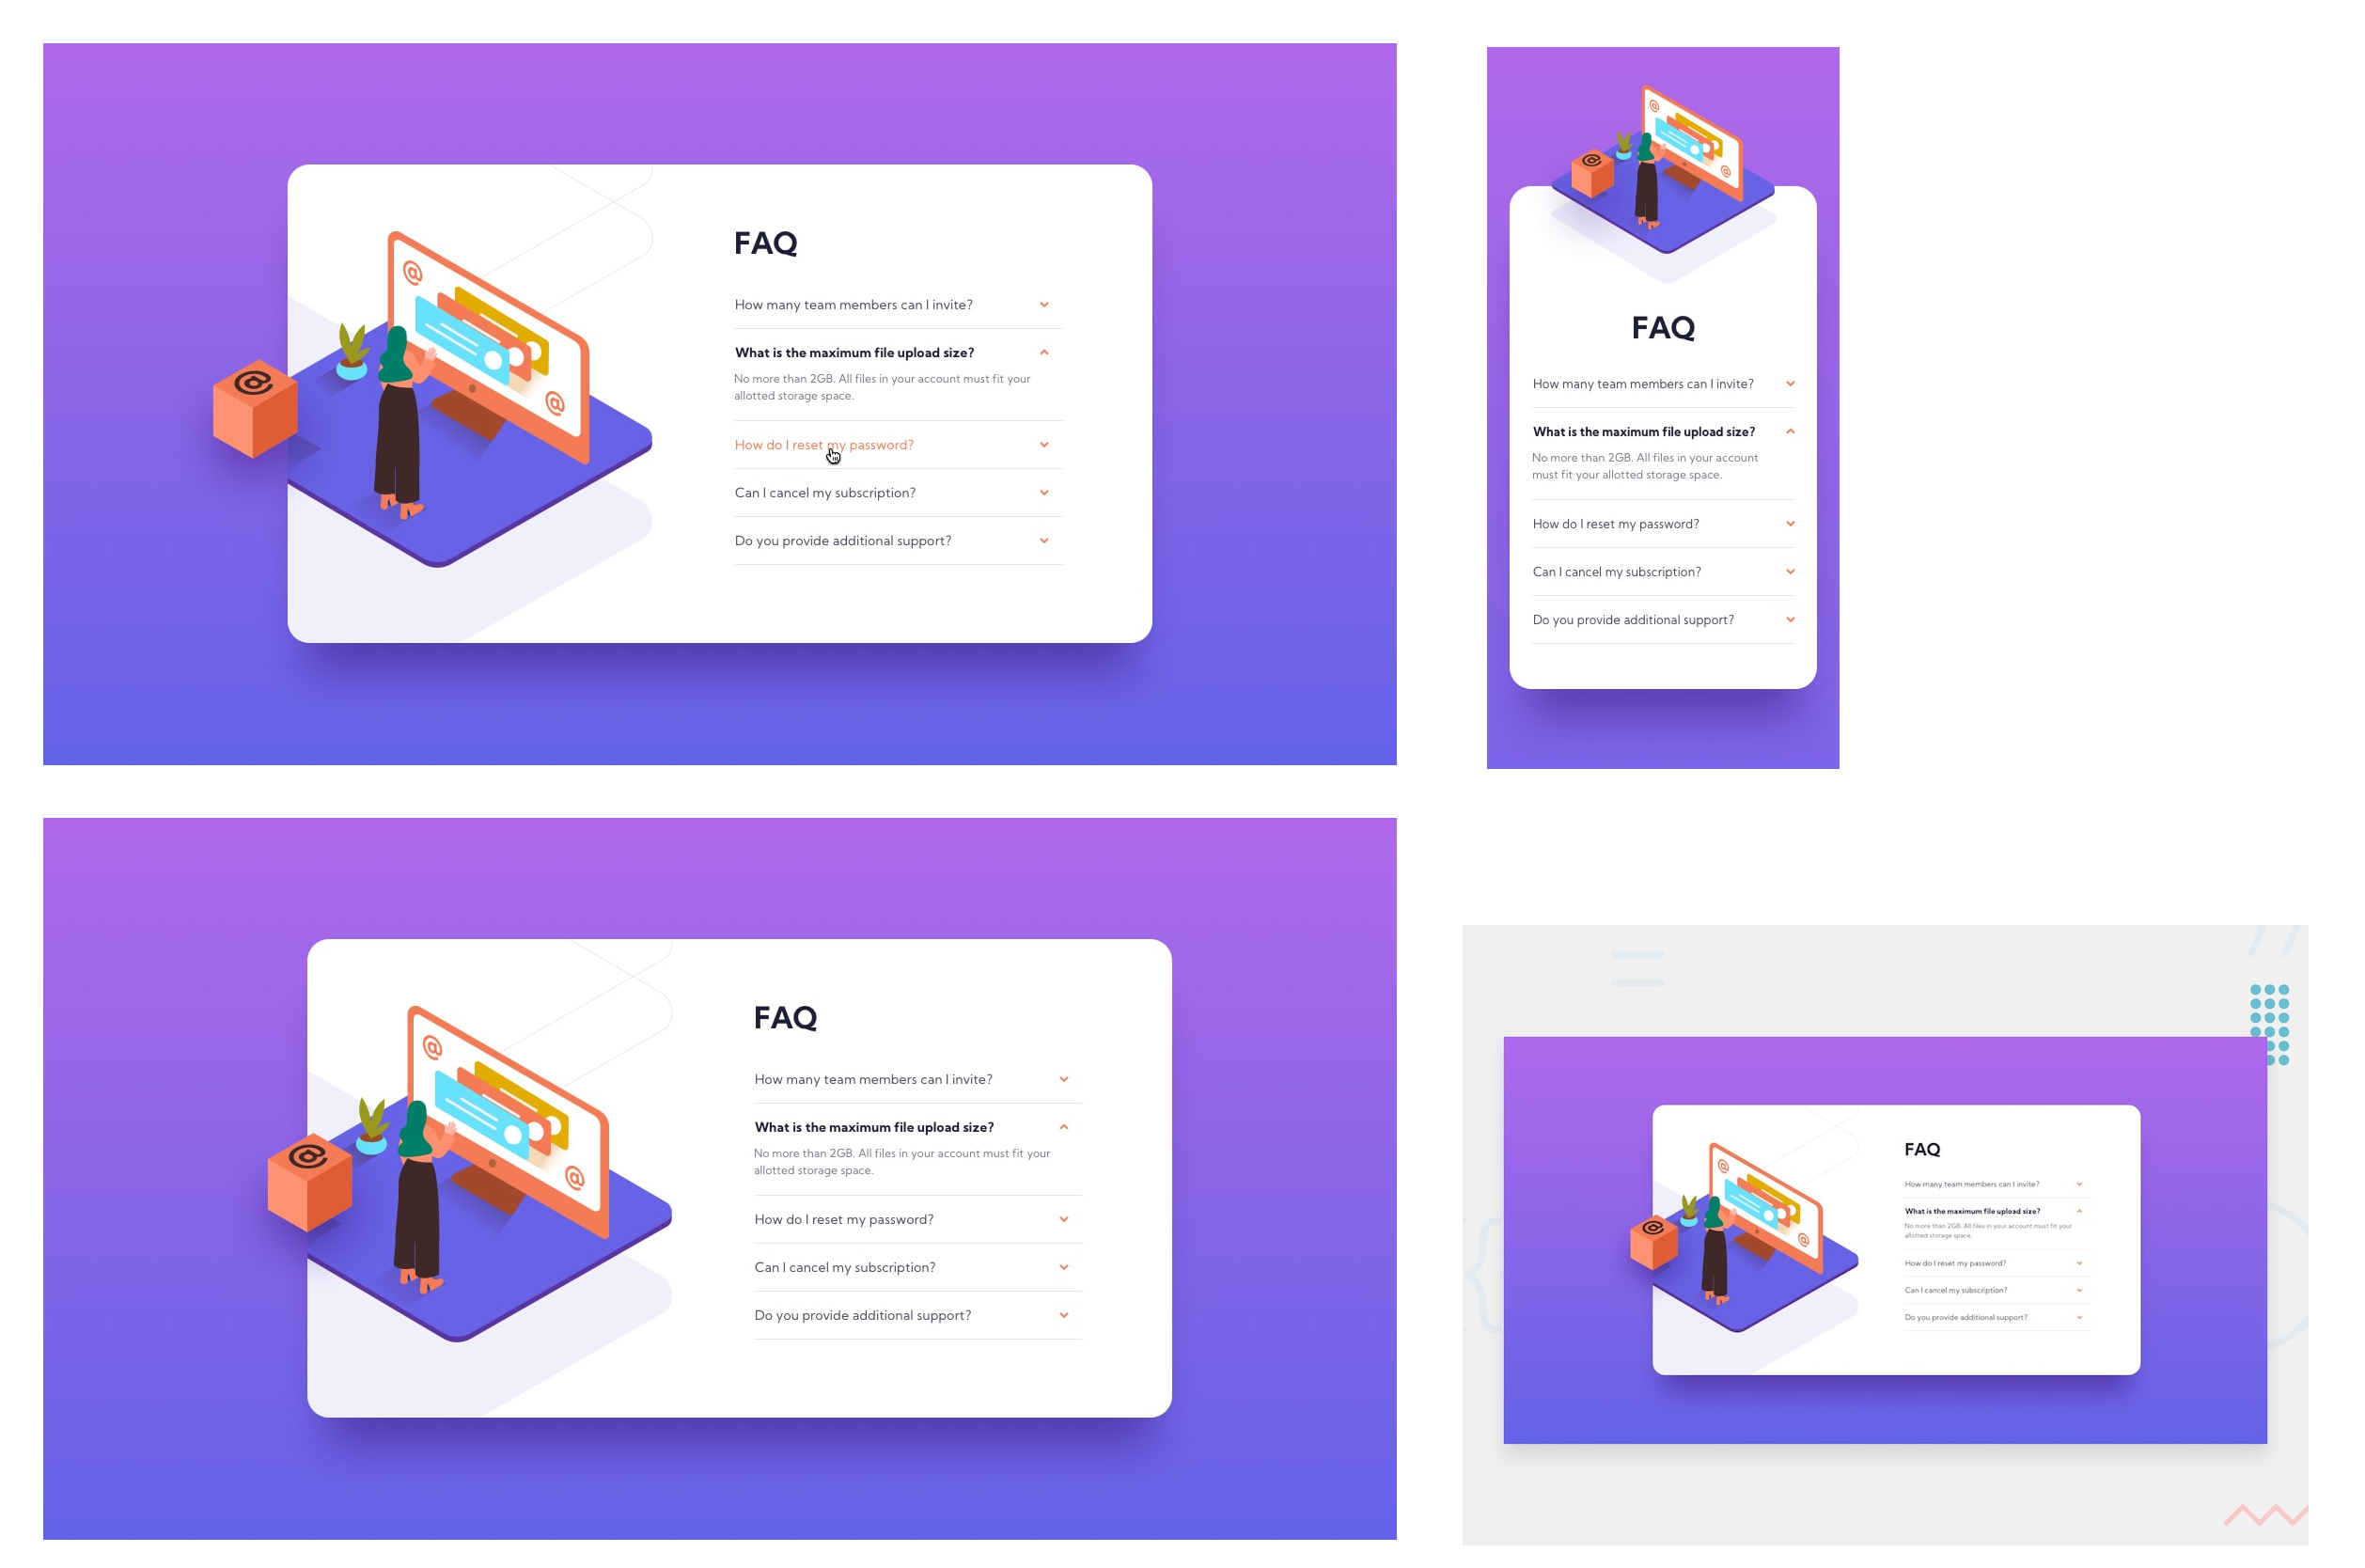 @
@
@
FAQ
How many team members can I invite?
What is the maximum file upload size?
No more than 2GB. All files in your account must fit your
allotted storage space.
How do I reset my password?
Can I cancel my subscription?
Do you provide additional support?
@
@
@
FAQ
How many team members can I invite?
What is the maximum file upload size?
No more than 2GB. All files in your account
must fit your allotted storage space.
How do I reset my password?
Can I cancel my subscription?
Do you provide additional support?
@
@
@
FAQ
How many team members can I invite?
What is the maximum file upload size?
No more than 2GB. All files in your account must fit your
allotted storage space.
How do I reset my password?
Can I cancel my subscription?
Do you provide additional support?
=
//
{
@
@
@
FAQ
How many team members can I invite?
What is the maximum file upload size?
No more than 2GB. All files in your account must fit your
allotted storage space.
How do I reset my password?
Can I cancel my subscription?
Do you provide additional support?